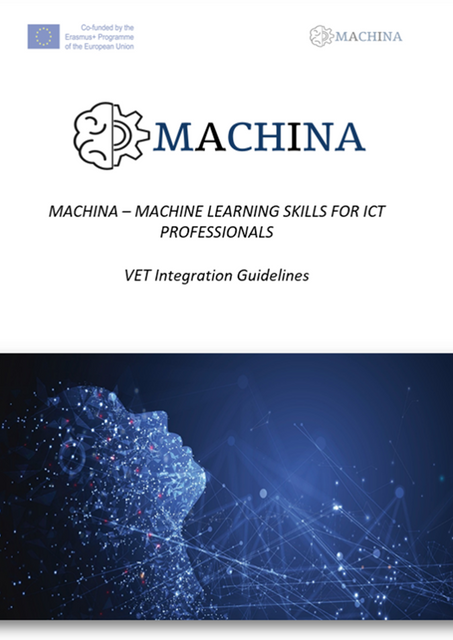 Co-funded by the
Erasmus+ Programme
of the European Union
MACHINA
MACHINA
MACHINA – MACHINE LEARNING SKILLS FOR ICT
PROFESSIONALS
VET Integration Guidelines